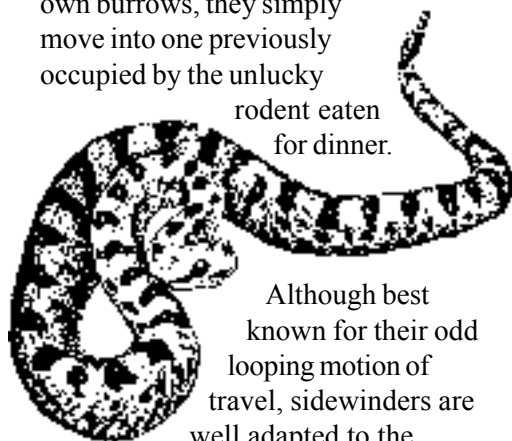 own burrows, they simply
move into one previously
occupied by the unlucky
rodent eaten
for dinner.
Although best
known for their odd
looping motion of
travel, sidewinders are
well adapted to the